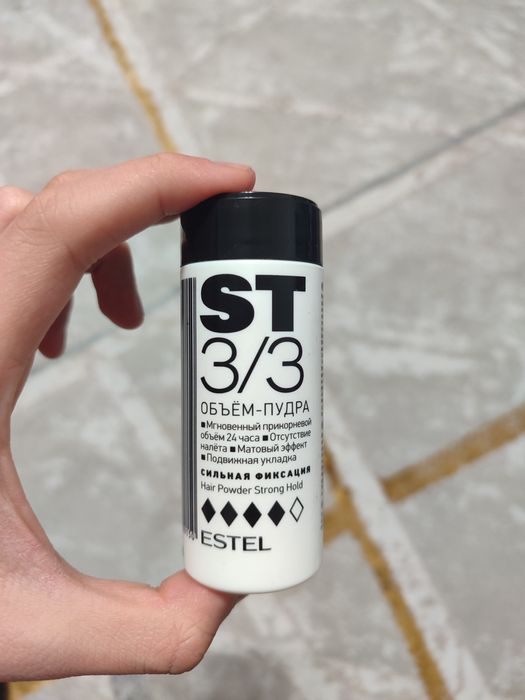 ST
3/3
ОБЪЁМ-ПУДРА
▪Мгновенный прикорневой
объём 24 часа ▪Отсутствие
налёта ▪Матовый эффект
▪Подвижная укладка
СИЛЬНАЯ ФИКСАЦИЯ
Hair Powder Strong Hold
ESTEL